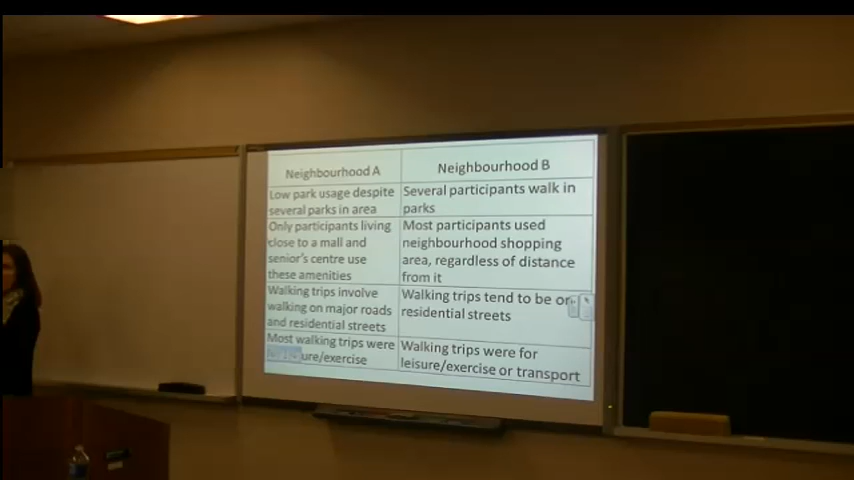 Neighbourhood A
Neighbourhood B
Low park usage despite
several parks in area
Several participants walk in
parks
Only participants living
close to a mall and
senior's centre use
these amenities
Most participants used
neighbourhood shopping
area, regardless of distance
from it
Walking trips involve
walking on major roads
and residential streets
Walking trips tend to be
residential streets
Most walking trips were
ure/exercise
Walking trips were for
leisure/exercise or transport